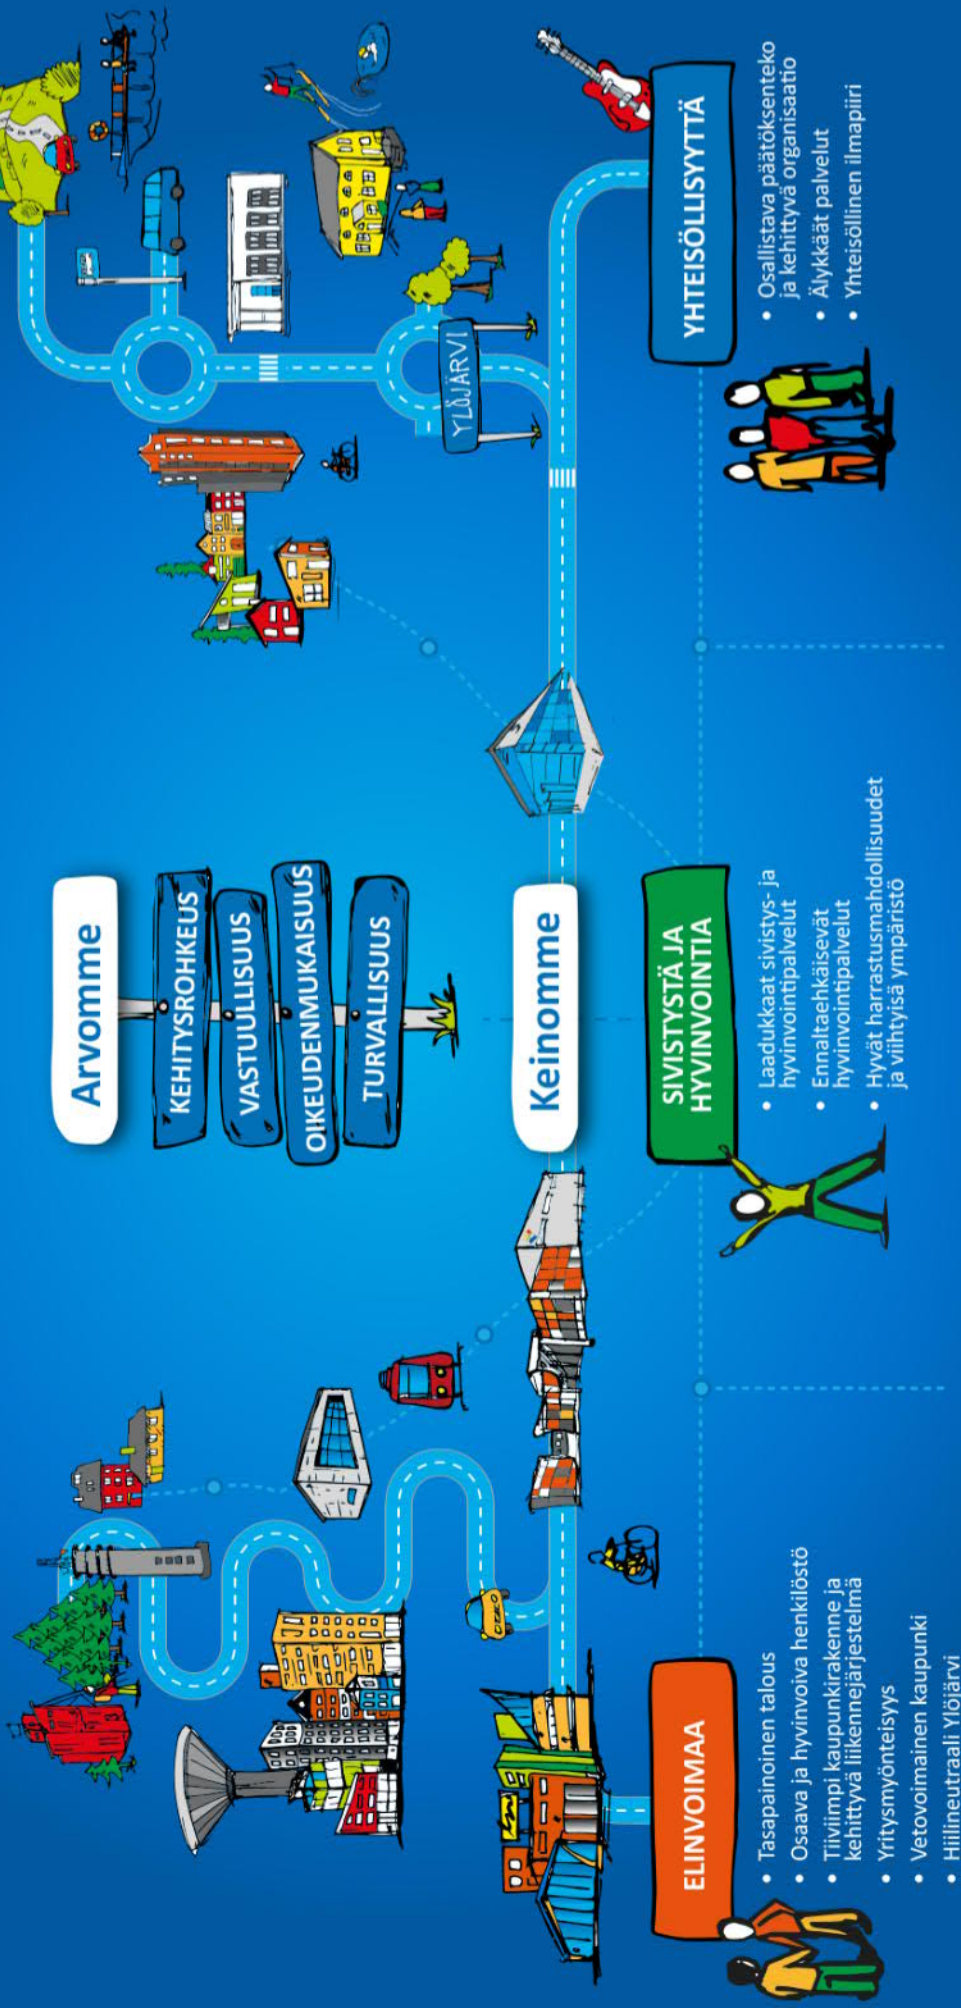 Arvomme
KEHITYSROHKEUS
VASTUULLISUUS
OIKEUDENMUKAISUUS
TURVALLISUUS
YLÖJÄRVI
Keinomme
ELINVOIMAA
• Tasapainoinen talous
• Osaava ja hyvinvoiva henkilöstö
• Tiiviimpi kaupunkirakenne ja
kehittyvä liikennejärjestelmä
• Yritysmyönteisyys
• Vetovoimainen kaupunki
• Hiilineutraali Ylöjärvi
SIVISTYSTÄ JA
HYVINVOINTIA
• Laadukkaat sivistys- ja
hyvinvointipalvelut
• Ennaltaehkäisevät
hyvinvointipalvelut
• Hyvät harrastusmahdollisuudet
ja viihtyisä ympäristö
YHTEISÖLLISYYTTÄ
• Osallistava päätöksenteko
ja kehittyvä organisaatio
• Älykkäät palvelut
• Yhteisöllinen ilmapiiri